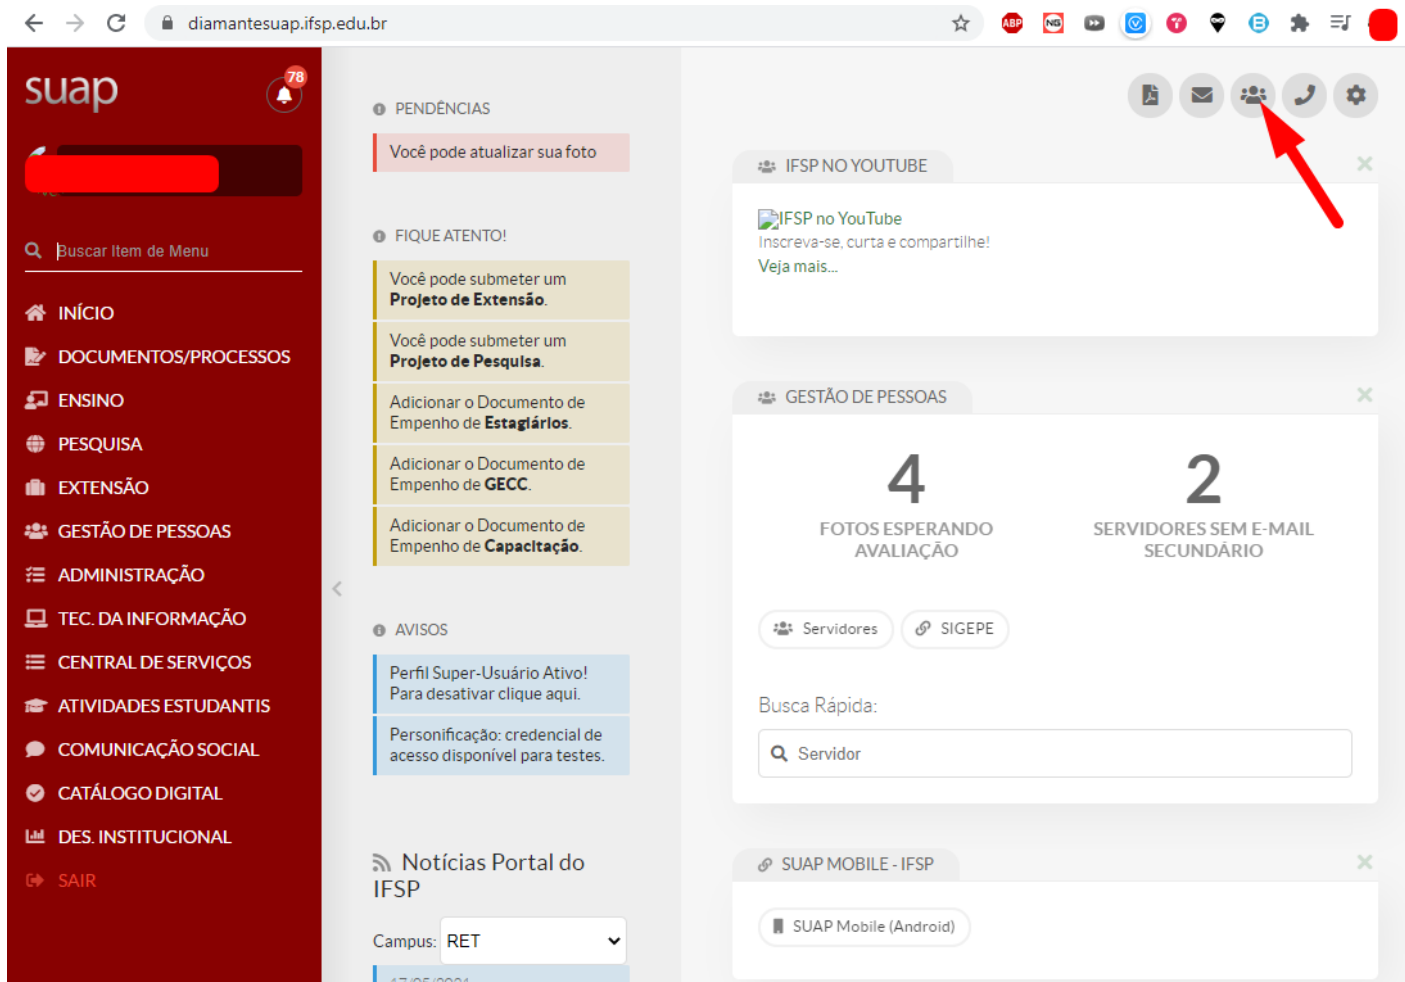 diamantesuap.ifsp.edu.br
ABP
NG
suap
78
Buscar Item de Menu
INÍCIO
DOCUMENTOS/PROCESSOS
ENSINO
PESQUISA
EXTENSÃO
GESTÃO DE PESSOAS
ADMINISTRAÇÃO
TEC. DA INFORMAÇÃO
CENTRAL DE SERVIÇOS
ATIVIDADES ESTUDANTIS
COMUNICAÇÃO SOCIAL
CATÁLOGO DIGITAL
DES. INSTITUCIONAL
SAIR
PENDÊNCIAS
Você pode atualizar sua foto
FIQUE ATENTO!
Você pode submeter um
Projeto de Extensão.
Você pode submeter um
Projeto de Pesquisa.
Adicionar o Documento de
Empenho de Estagiários.
Adicionar o Documento de
Empenho de GECC.
Adicionar o Documento de
Empenho de Capacitação.
AVISOS
Perfil Super-Usuário Ativo!
Para desativar clique aqui.
Personificação: credencial de
acesso disponível para testes.
Notícias Portal do
IFSP
Campus: RET
IFSP NO YOUTUBE
IFSP no YouTube
Inscreva-se, curta e compartilhe!
Veja mais...
GESTÃO DE PESSOAS
4
FOTOS ESPERANDO
AVALIAÇÃO
2
SERVIDORES SEM E-MAIL
SECUNDÁRIO
Servidores
SIGEPE
Busca Rápida:
Servidor
SUAP MOBILE - IFSP
SUAP Mobile (Android)